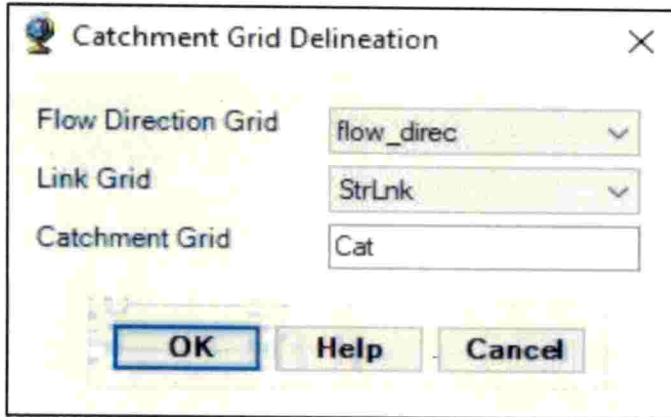 Catchment Grid Delineation
Flow Direction Grid flow_direc
Link Grid StrLnk
Catchment Grid Cat
OK Help Cancel